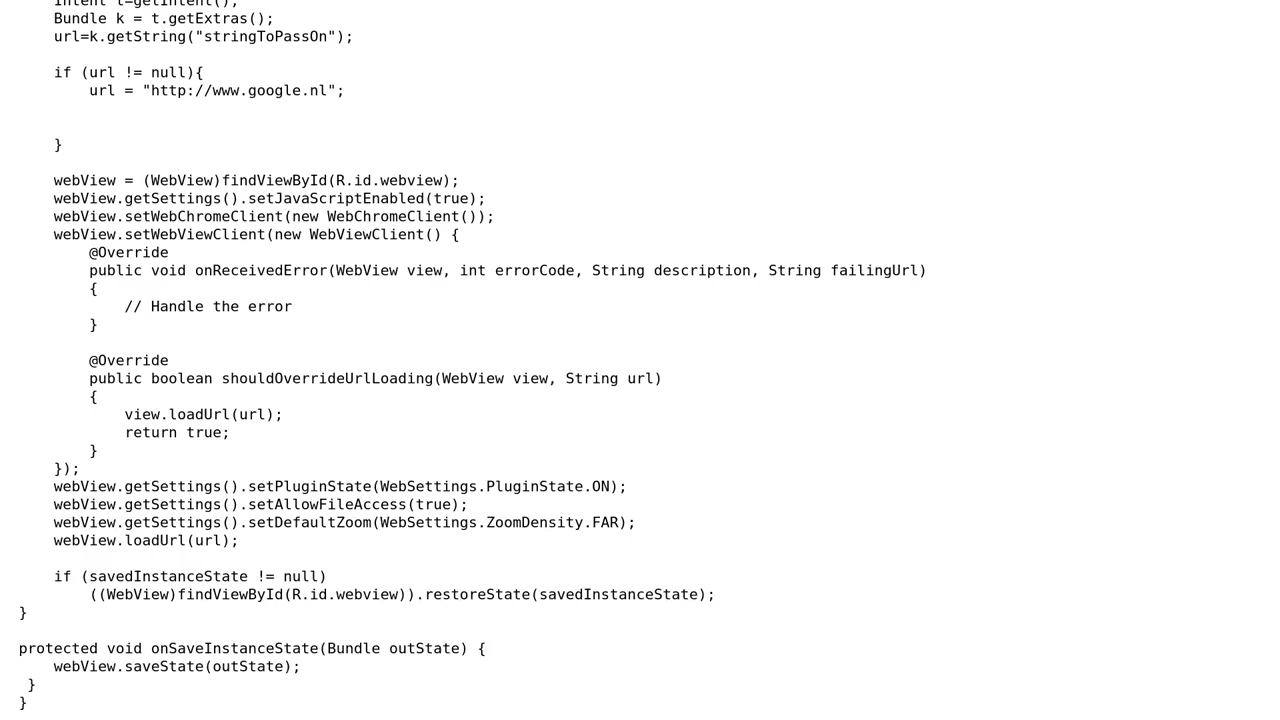 Intent t=getIntent();
Bundle k = t.getExtras();
url=k.getString("stringToPassOn");
if (url != null){
url = "http://www.google.nl";
}
webView = (WebView)findViewById(R.id.webview);
webView.getSettings().setJavaScriptEnabled(true);
webView.setWebChromeClient(new WebChromeClient());
webView.setWebViewClient(new WebViewClient() {
@Override
public void onReceivedError(WebView view, int errorCode, String description, String failingUrl)
{
// Handle the error
}
@Override
public boolean shouldOverrideUrlLoading(WebView view, String url)
{
view.loadUrl(url);
return true;
}
});
webView.getSettings().setPluginState(WebSettings.PluginState.ON);
webView.getSettings().setAllowFileAccess(true);
webView.getSettings().setDefaultZoom(WebSettings.ZoomDensity.FAR);
webView.loadUrl(url);
if (savedInstanceState != null)
((WebView)findViewById(R.id.webview)).restoreState(savedInstanceState);
}
protected void onSaveInstanceState(Bundle outState) {
webView.saveState(outState);
}
}